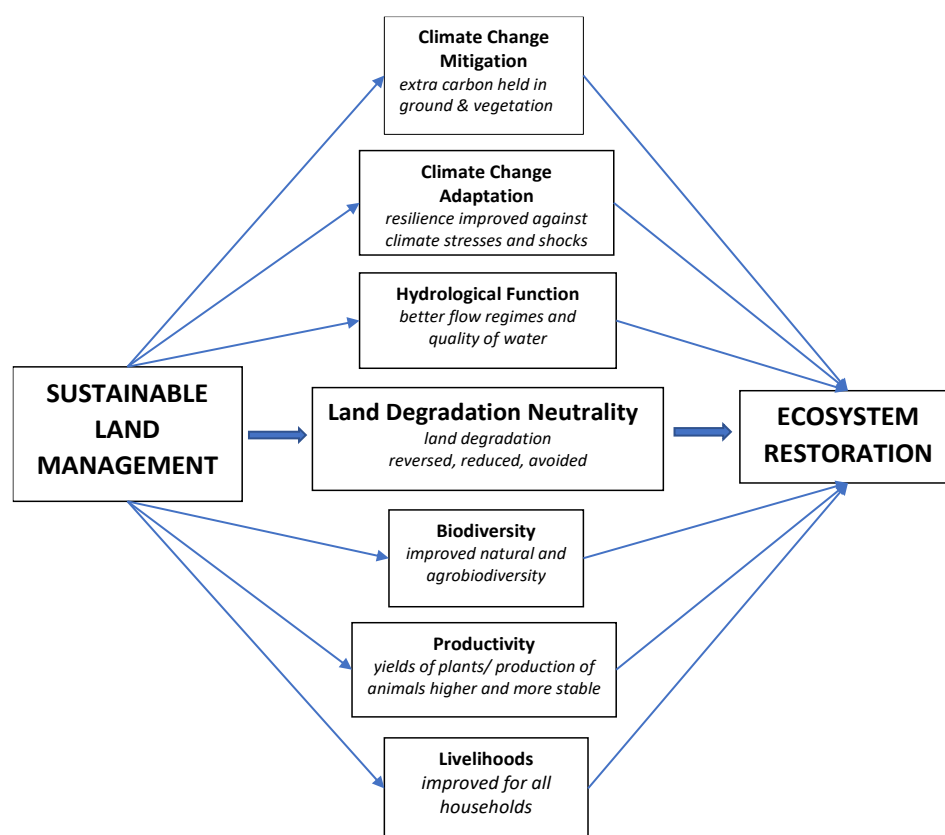 Climate Change
Mitigation
extra carbon held in
ground & vegetation
Climate Change
Adaptation
resilience improved against
climate stresses and shocks
Hydrological Function
better flow regimes and
quality of water
SUSTAINABLE
LAND
MANAGEMENT
Land Degradation Neutrality
land degradation
reversed, reduced, avoided
ECOSYSTEM
RESTORATION
Biodiversity
improved natural and
agrobiodiversity
Productivity
yields of plants/ production of
animals higher and more stable
Livelihoods
improved for all
households